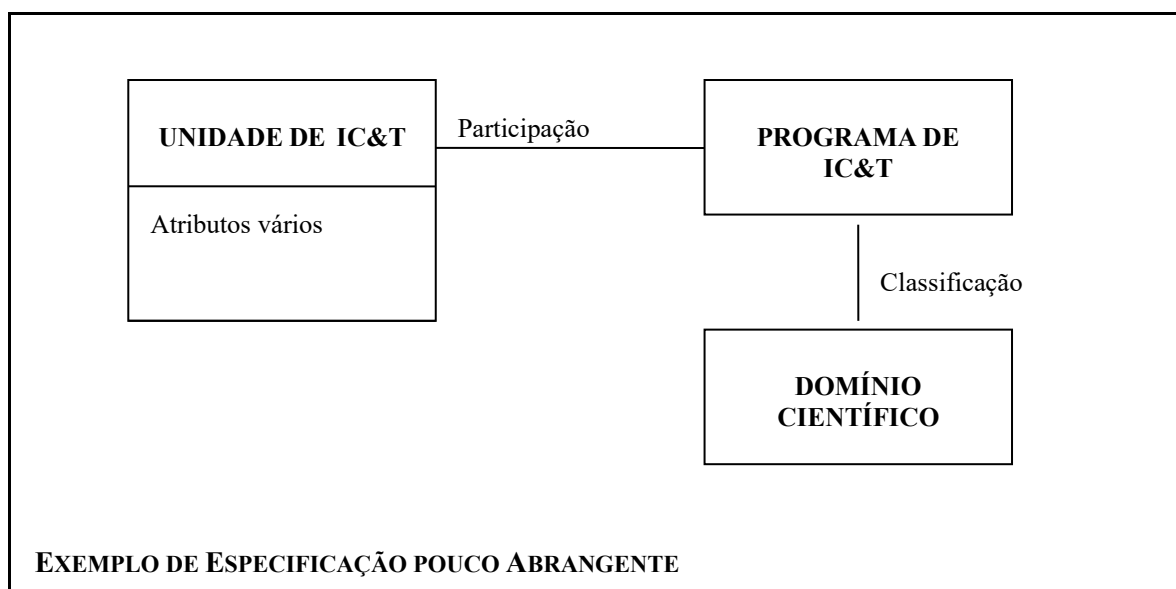 UNIDADE DE IC&T
Participação
PROGRAMA DE
IC&T
Atributos vários
Classificação
DOMÍNIO
CIENTÍFICO
EXEMPLO DE ESPECIFICAÇÃO POUCO ABRANGENTE